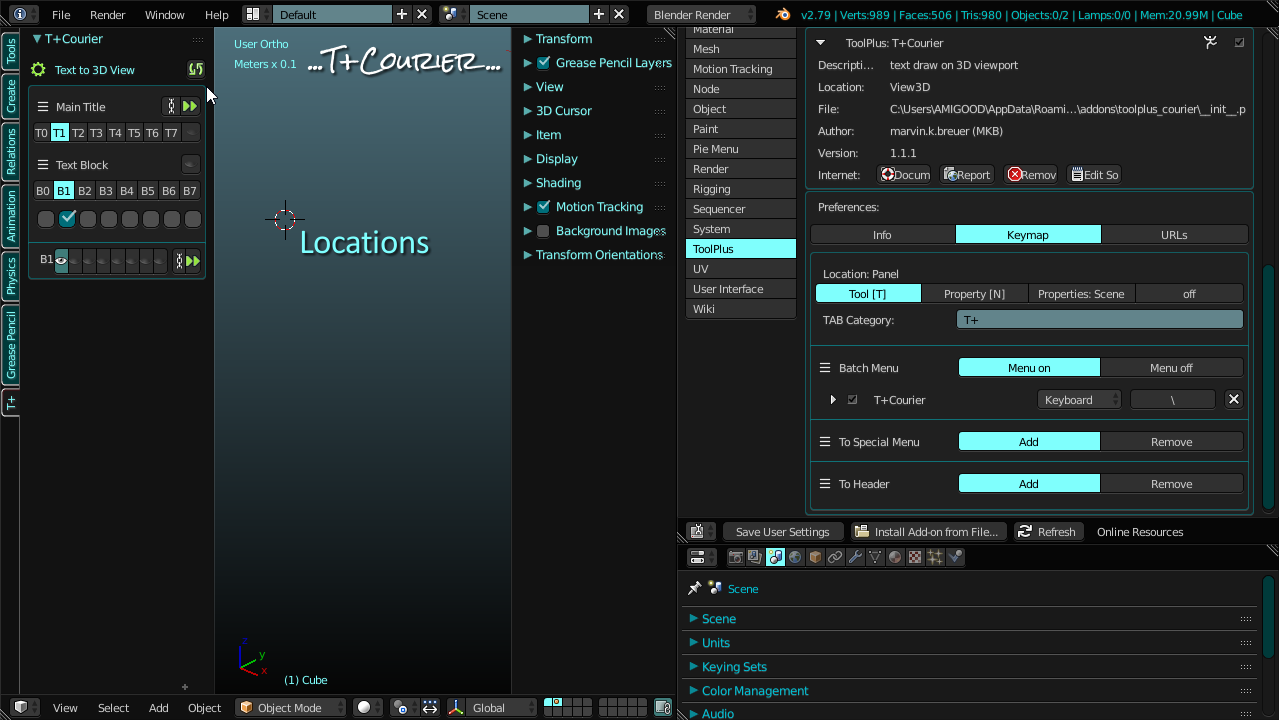 File Render Window Help Default Scene Blender Render v2.79 | Verts:989 | Faces:506 | Tris:980 | Objects:0/2 | Lamps:0/0 | Mem:20.99M | Cube
Tools
Create
Relations
Animation
Physics
Grease Pencil
T+
T+Courier
Text to 3D View
Main Title
T0 T1 T2 T3 T4 T5 T6 T7
Text Block
B0 B1 B2 B3 B4 B5 B6 B7
B1
User Ortho
Meters x 0.1
...T+Courier...
Locations
(1) Cube
z
y
x
Transform
Grease Pencil Layers
View
3D Cursor
Item
Display
Shading
Motion Tracking
Background Images
Transform Orientations
View Select Add Object Object Mode Global
Material
Mesh
Motion Tracking
Node
Object
Paint
Pie Menu
Render
Rigging
Sequencer
System
ToolPlus
UV
User Interface
Wiki
ToolPlus: T+Courier
Descripti... text draw on 3D viewport
Location: View3D
File: C:\Users\AMIGOOD\AppData\Roami...\addons\toolplus_courier\__init__.p
Author: marvin.k.breuer (MKB)
Version: 1.1.1
Internet: Docum Report Remov Edit So
Preferences:
Info Keymap URLs
Location: Panel
Tool [T] Property [N] Properties: Scene off
TAB Category: T+
Batch Menu Menu on Menu off
T+Courier Keyboard \
To Special Menu Add Remove
To Header Add Remove
Save User Settings Install Add-on from File... Refresh Online Resources
Scene
Scene
Units
Keying Sets
Color Management
Audio